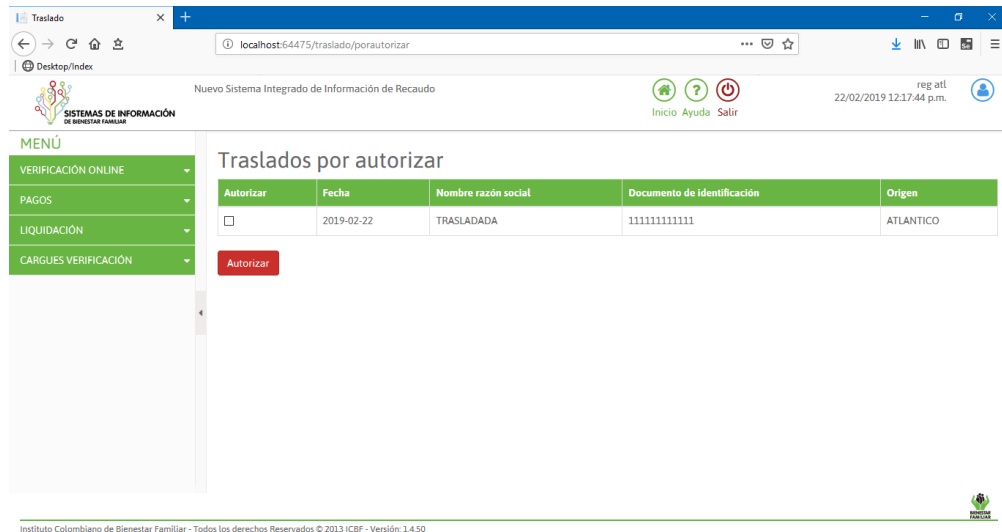 Traslado
localhost:64475/traslado/porautorizar
Desktop/Index
SISTEMAS DE INFORMACIÓN
DE BIENESTAR FAMILIAR
Nuevo Sistema Integrado de Información de Recaudo
Inicio Ayuda Salir
reg atl
22/02/2019 12:17:44 p.m.
MENÚ
VERIFICACIÓN ONLINE
PAGOS
LIQUIDACIÓN
CARGUES VERIFICACIÓN
Traslados por autorizar
Autorizar Fecha Nombre razón social Documento de identificación Origen
2019-02-22 TRASLADADA 111111111111 ATLANTICO
Autorizar
BIENESTAR
FAMILIAR
Instituto Colombiano de Bienestar Familiar - Todos los derechos Reservados © 2013 ICBF - Versión: 1.4.50